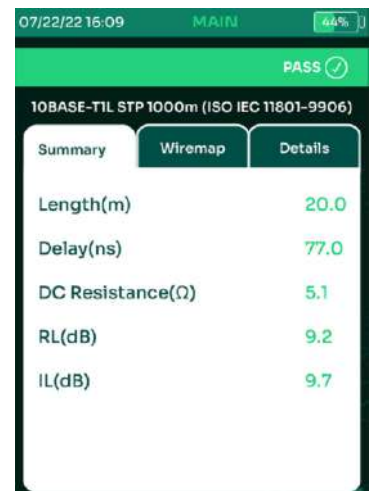 07/22/22 16:09 MAIN 44%
PASS
10BASE-T1L STP 1000m (ISO IEC 11801-9906)
Summary Wiremap Details
Length(m) 20.0
Delay(ns) 77.0
DC Resistance(Ω) 5.1
RL(dB) 9.2
IL(dB) 9.7